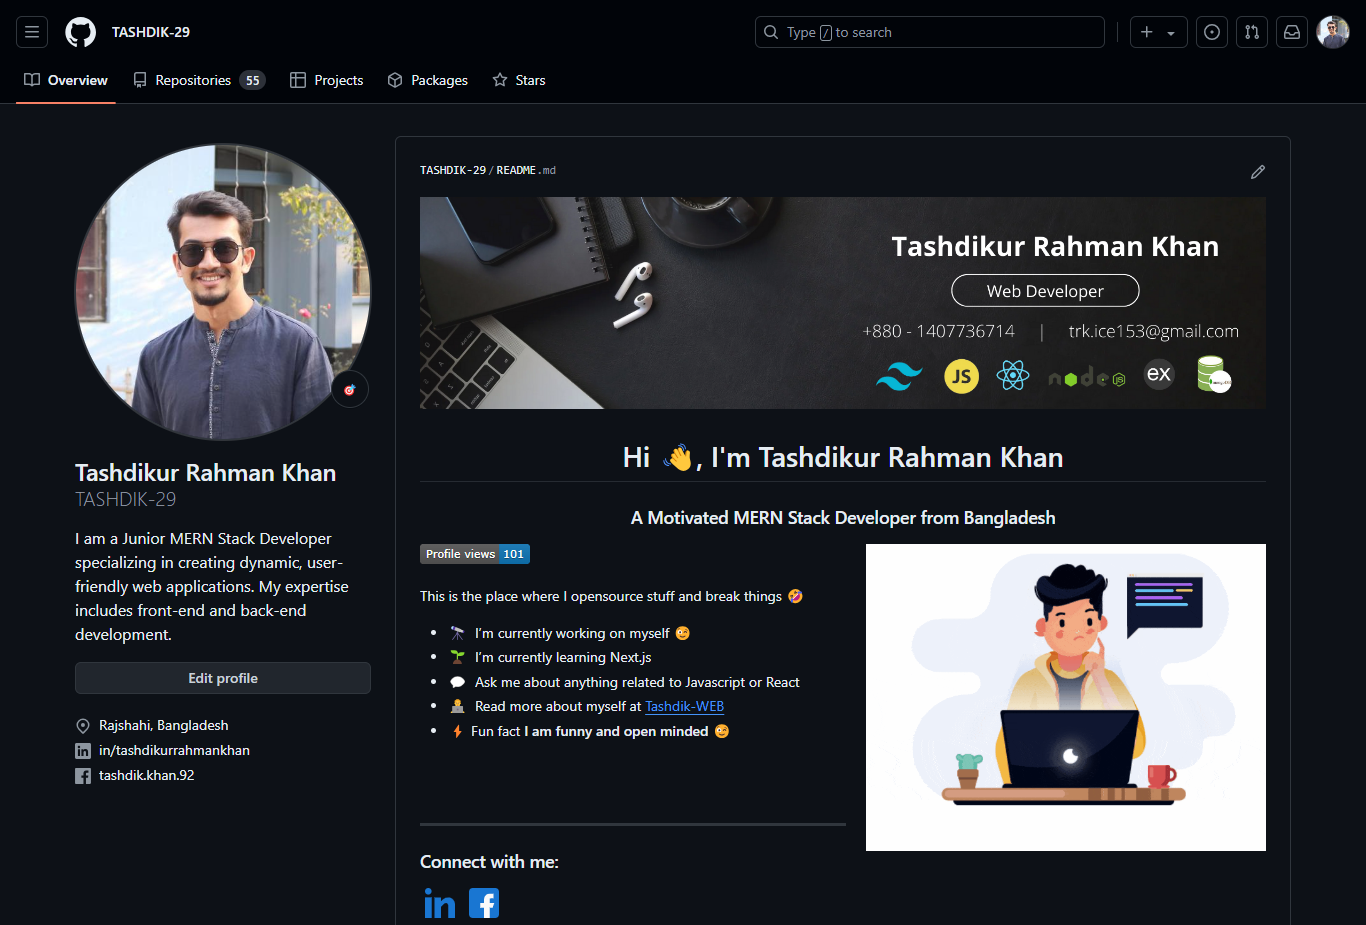 TASHDIK-29
Type / to search
Overview
Repositories 55
Projects
Packages
Stars
Tashdikur Rahman Khan
TASHDIK-29
I am a Junior MERN Stack Developer
specializing in creating dynamic, user-
friendly web applications. My expertise
includes front-end and back-end
development.
Edit profile
Rajshahi, Bangladesh
in/tashdikurrahmankhan
tashdik.khan.92
TASHDIK-29/README.md
Tashdikur Rahman Khan
Web Developer
+880 - 1407736714 | trk.ice153@gmail.com
JS
node
JS
ex
Hi 👋, I'm Tashdikur Rahman Khan
A Motivated MERN Stack Developer from Bangladesh
Profile views 101
This is the place where I opensource stuff and break things 🤣
• 🔭 I’m currently working on myself 😉
• 🌱 I’m currently learning Next.js
• 💬 Ask me about anything related to Javascript or React
• 👨‍💻 Read more about myself at Tashdik-WEB
• ⚡ Fun fact I am funny and open minded 😉
Connect with me:
in
f